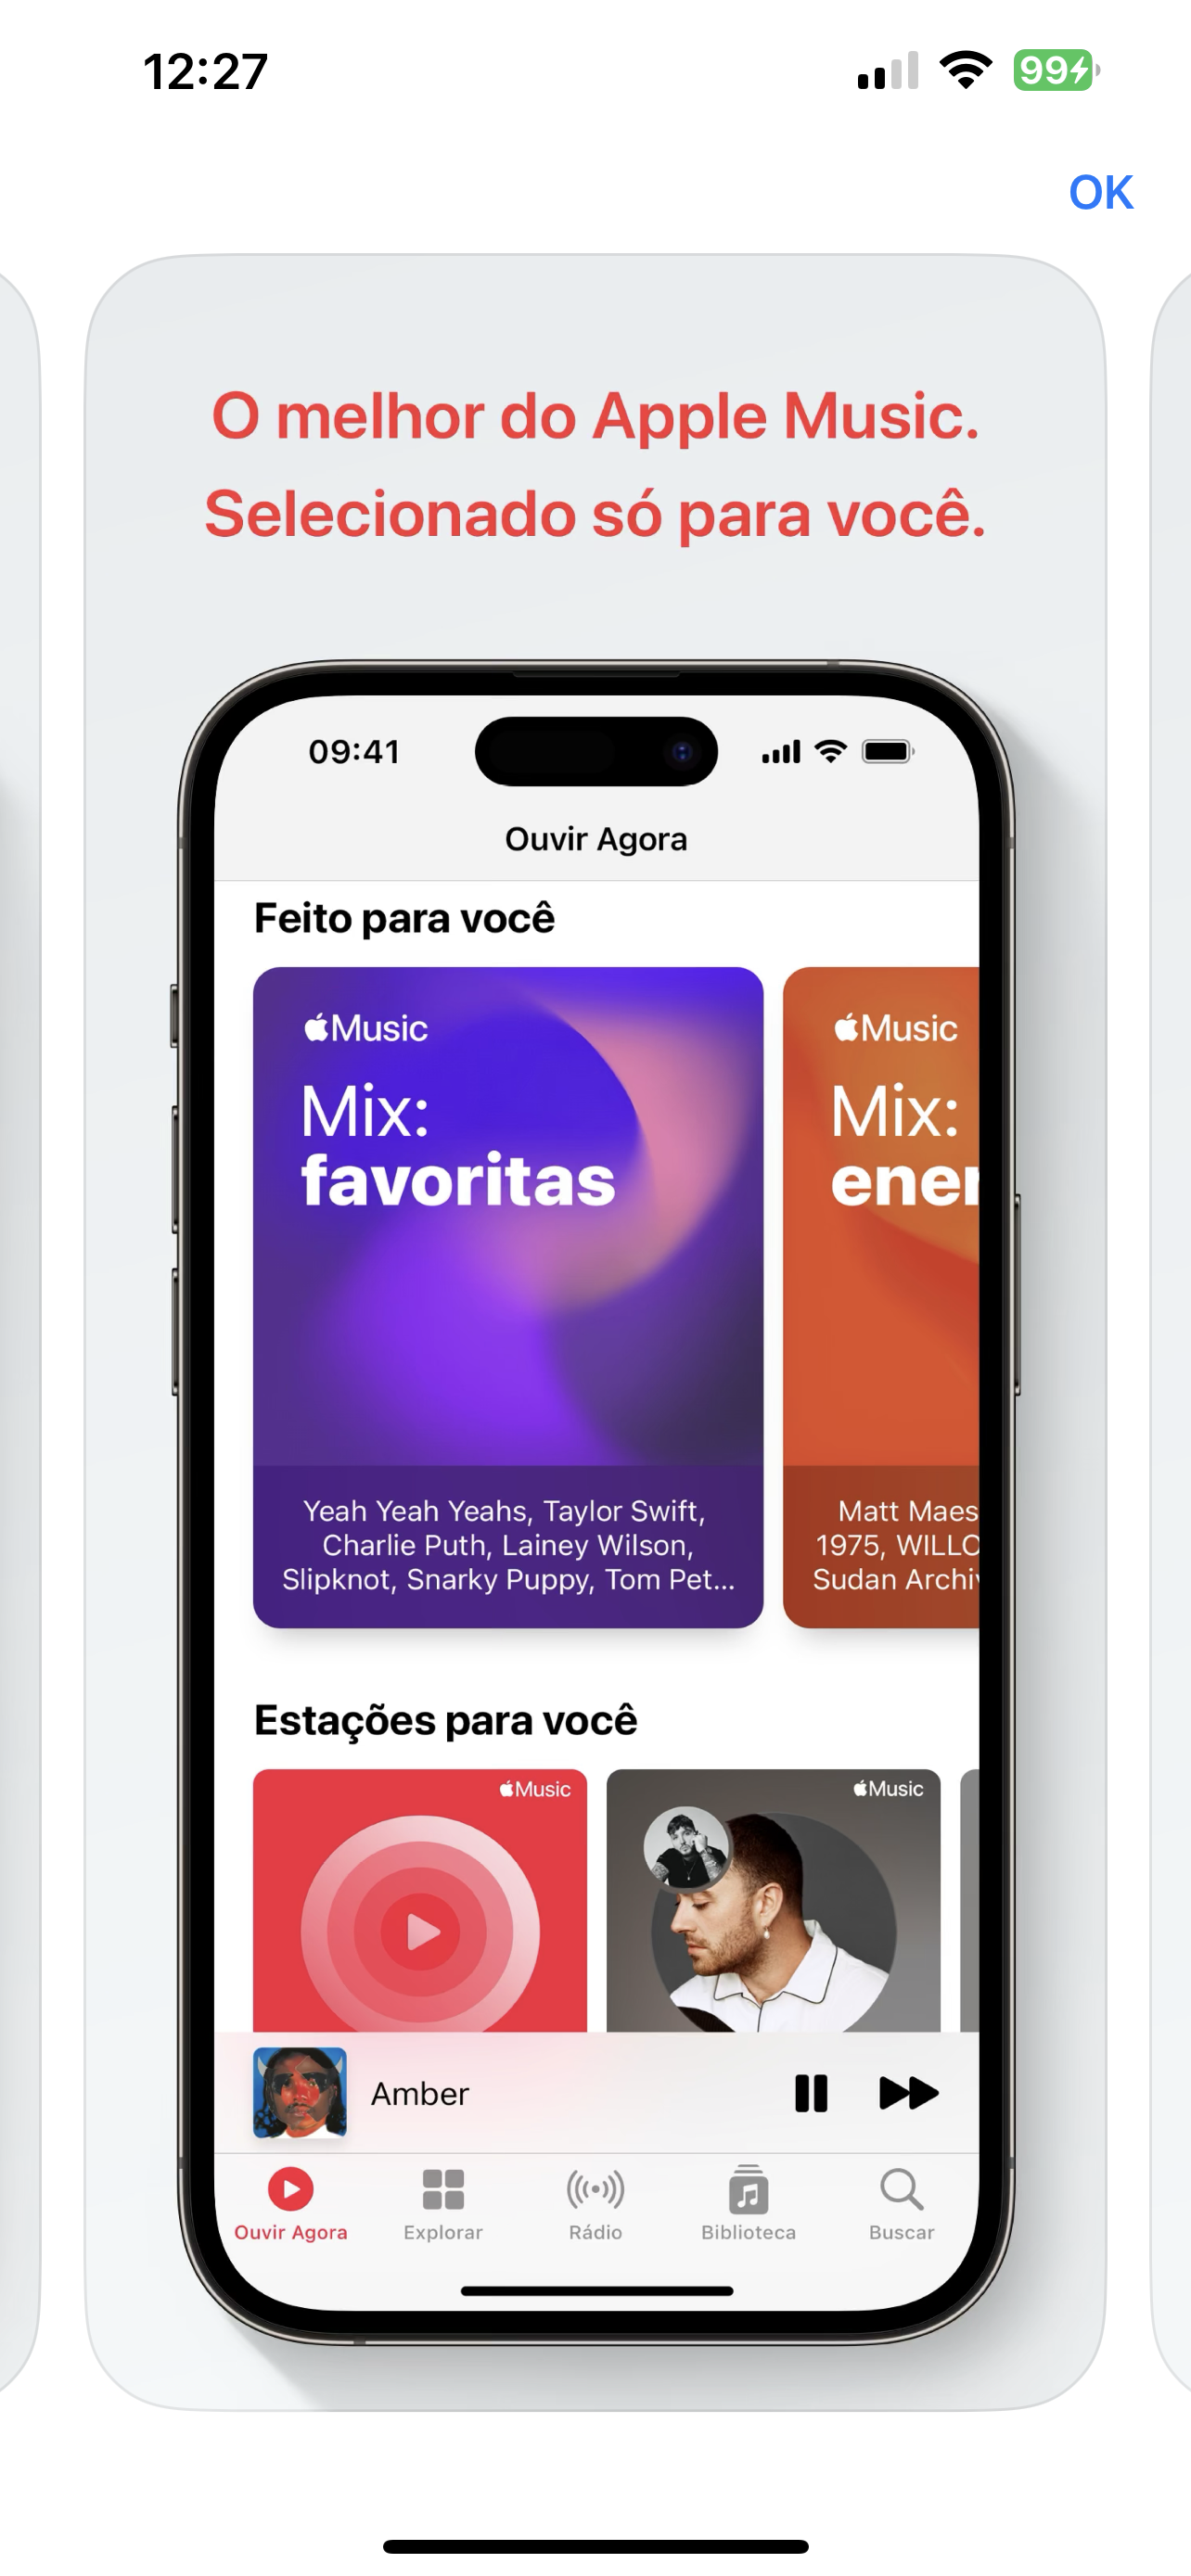 12:27
99
OK
O melhor do Apple Music.
Selecionado só para você.
09:41
Ouvir Agora
Feito para você
Music
Mix:
favoritas
Yeah Yeah Yeahs, Taylor Swift,
Charlie Puth, Lainey Wilson,
Slipknot, Snarky Puppy, Tom Pet...
Music
Mix:
ener
Matt Maes
1975, WILLO
Sudan Archiv
Estações para você
Music
Music
Amber
Ouvir Agora
Explorar
Rádio
Biblioteca
Buscar